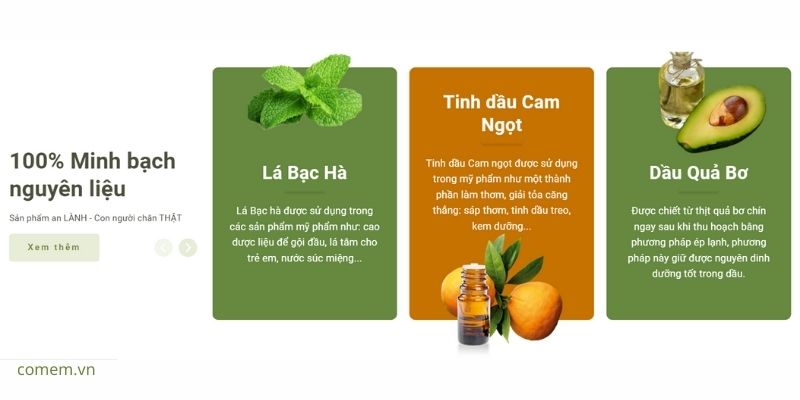 100% Minh bạch
nguyên liệu
Sản phẩm an LÀNH - Con người chân THẬT
Xem thêm
Lá Bạc Hà
Lá Bạc hà được sử dụng trong
các sản phẩm mỹ phẩm như: cao
dược liệu để gội đầu, lá tắm cho
trẻ em, nước súc miệng...
Tinh dầu Cam
Ngọt
Tinh dầu Cam ngọt được sử dụng
trong mỹ phẩm như một thành
phần làm thơm, giải tỏa căng
thẳng: sáp thơm, tinh dầu treo,
kem dưỡng...
Dầu Quả Bơ
Được chiết từ thịt quả bơ chín
ngay sau khi thu hoạch bằng
phương pháp ép lạnh, phương
pháp này giữ được nguyên dinh
dưỡng tốt trong dầu.
comem.vn